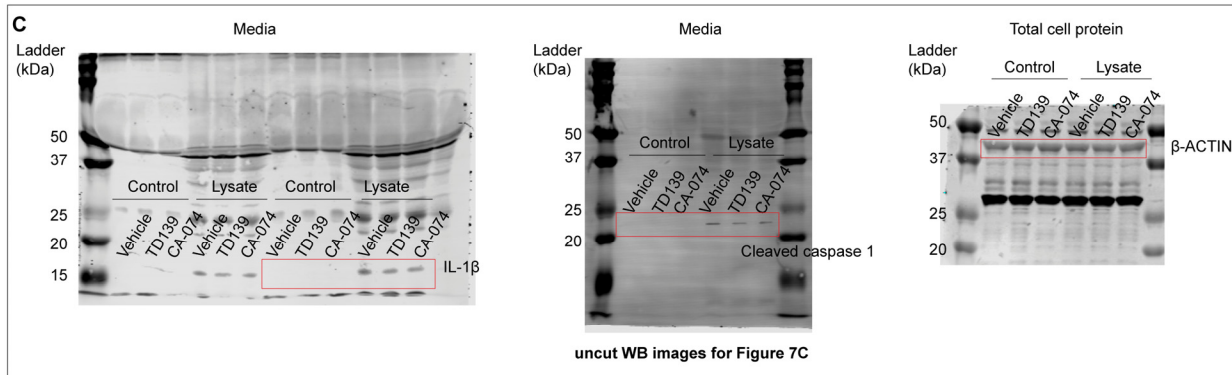 C
Media
Ladder
(kDa)
50
37
25
20
15
Control
Lysate
Control
Lysate
Vehicle
TD139
CA-074
Vehicle
TD139
CA-074
Vehicle
TD139
CA-074
Vehicle
TD139
CA-074
IL-1β
Media
Ladder
(kDa)
50
37
25
20
Control
Lysate
Vehicle
TD139
CA-074
Vehicle
TD139
CA-074
Cleaved caspase 1
Total cell protein
Ladder
(kDa)
Control
Lysate
Vehicle
TD139
CA-074
Vehicle
TD139
CA-074
50
37
25
20
β-ACTIN
uncut WB images for Figure 7C